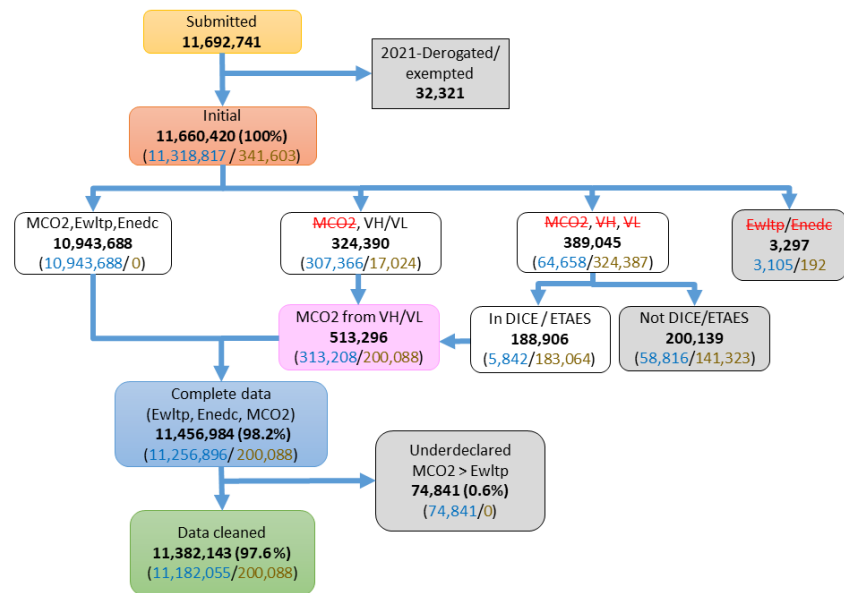 Submitted
11,692,741
2021-Derogated/
exempted
32,321
Initial
11,660,420 (100%)
(11,318,817 / 341,603)
MCO2,Ewltp,Enedc
10,943,688
(10,943,688/ 0)
MCO2, VH/VL
324,390
(307,366/17,024)
MCO2, VH, VL
389,045
(64,658/324,387)
Ewltp/Enedc
3,297
3,105/192
MCO2 from VH/VL
513,296
(313,208/200,088)
In DICE / ETAES
188,906
(5,842/183,064)
Not DICE/ETAES
200,139
(58,816/141,323)
Complete data
(Ewltp, Enedc, MCO2)
11,456,984 (98.2%)
(11,256,896/ 200,088)
Underdeclared
MCO2 > Ewltp
74,841 (0.6%)
(74,841/0)
Data cleaned
11,382,143 (97.6%)
(11,182,055/200,088)